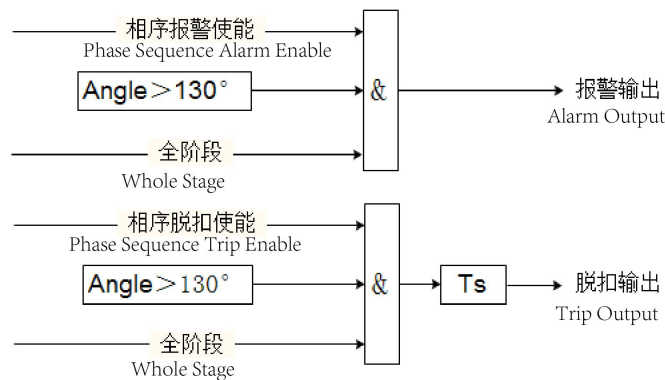 相序报警使能
Phase Sequence Alarm Enable
Angle＞130°
&
报警输出
Alarm Output
全阶段
Whole Stage
相序脱扣使能
Phase Sequence Trip Enable
Angle＞130°
&
Ts
脱扣输出
Trip Output
全阶段
Whole Stage